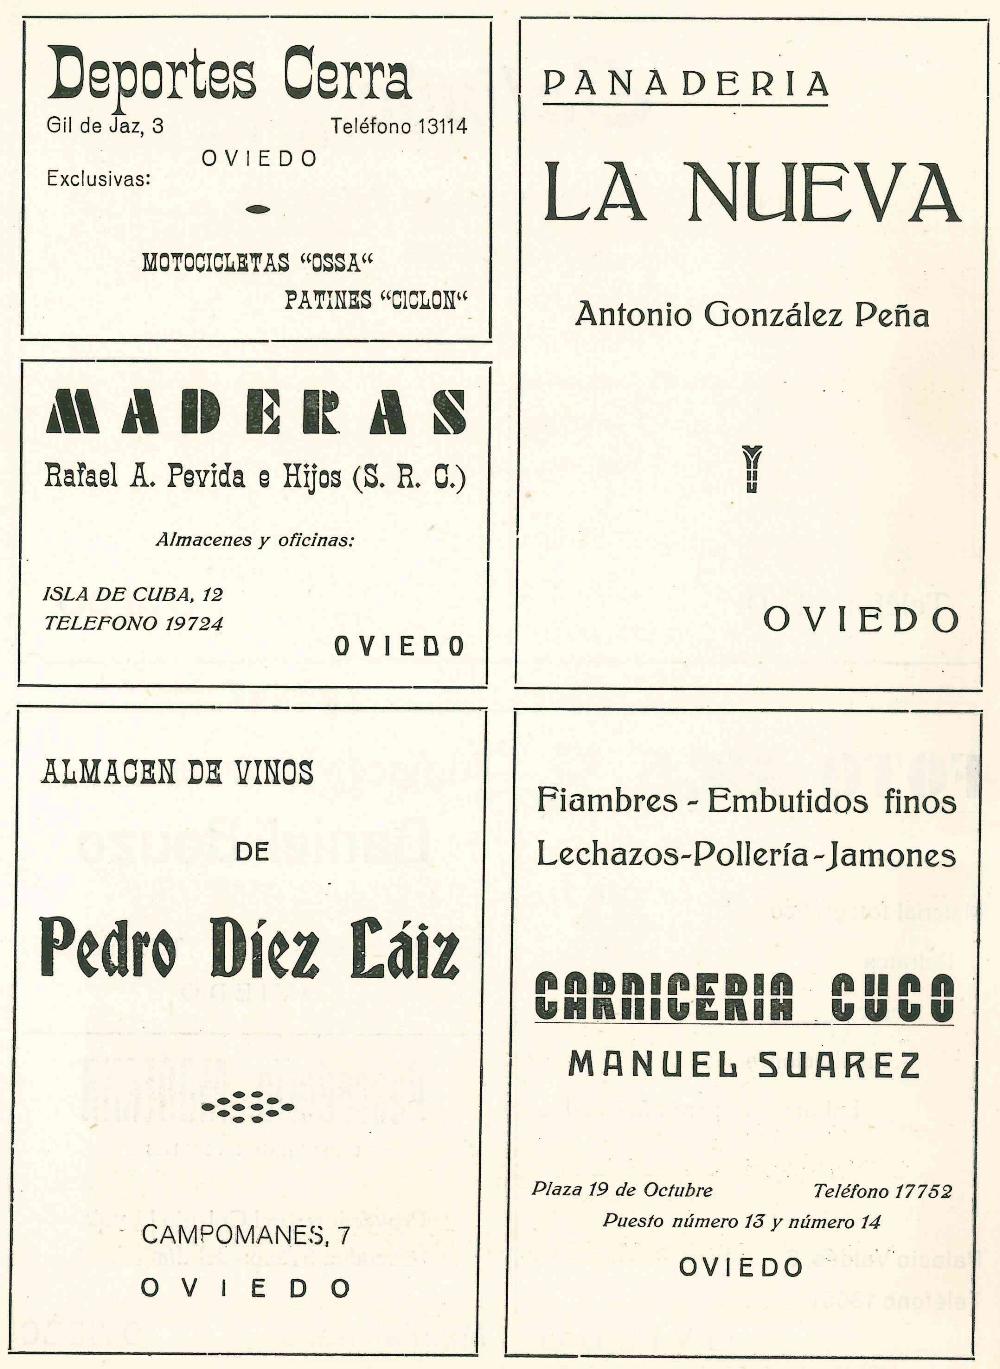 Deportes Cerra
Gil de Jaz, 3 Teléfono 13114
OVIEDO
Exclusivas:
MOTOCICLETAS “OSSA“
PATINES “CICLON“
MADERAS
Rafael A. Pevida e Hijos (S. R. C.)
Almacenes y oficinas:
ISLA DE CUBA, 12
TELEFONO 19724
OVIEDO
ALMACEN DE VINOS
DE
Pedro Díez Láiz
CAMPOMANES, 7
OVIEDO
PANADERIA
LA NUEVA
Antonio González Peña
OVIEDO
Fiambres - Embutidos finos
Lechazos-Pollería-Jamones
CARNICERIA CUCO
MANUEL SUAREZ
Plaza 19 de Octubre Teléfono 17752
Puesto número 13 y número 14
OVIEDO